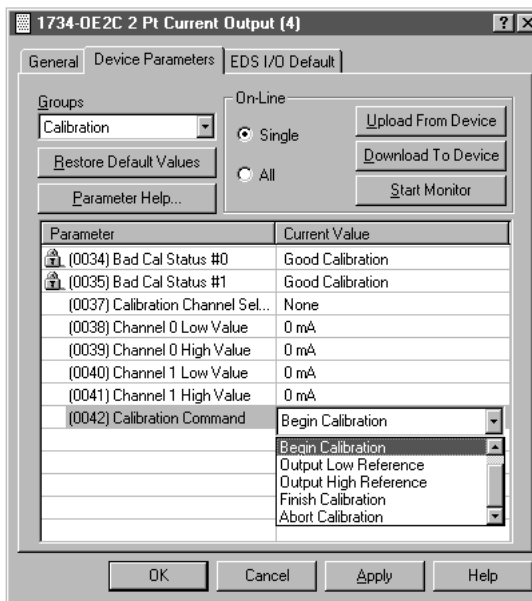 1734-OE2C 2 Pt Current Output (4)
General Device Parameters EDS I/O Default
Groups
Calibration
Restore Default Values
Parameter Help...
On-Line
Single
All
Upload From Device
Download To Device
Start Monitor
Parameter Current Value
(0034) Bad Cal Status #0 Good Calibration
(0035) Bad Cal Status #1 Good Calibration
(0037) Calibration Channel Sel... None
(0038) Channel 0 Low Value 0 mA
(0039) Channel 0 High Value 0 mA
(0040) Channel 1 Low Value 0 mA
(0041) Channel 1 High Value 0 mA
(0042) Calibration Command Begin Calibration
Begin Calibration
Output Low Reference
Output High Reference
Finish Calibration
Abort Calibration
OK Cancel Apply Help